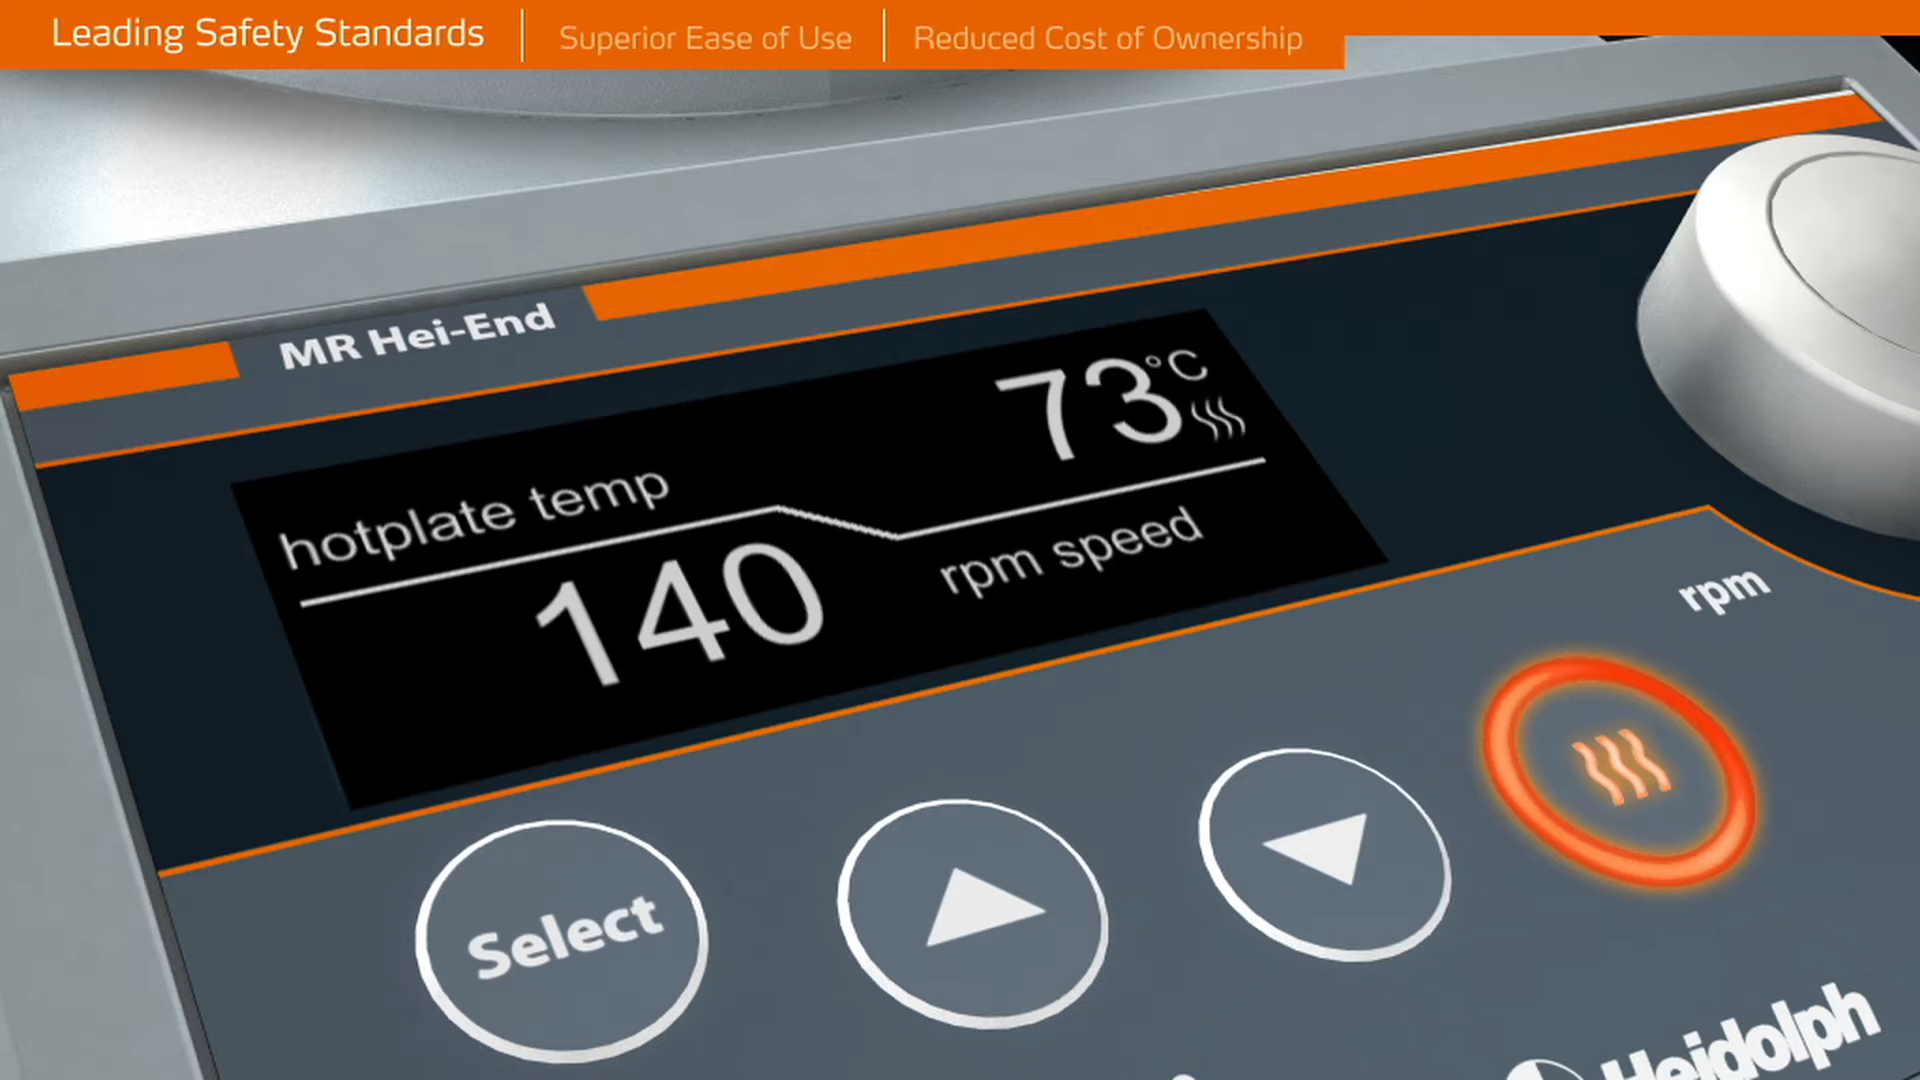 Leading Safety Standards
Superior Ease of Use
Reduced Cost of Ownership
MR Hei-End
73°C
hotplate temp
140
rpm speed
rpm
Select
Heidolph